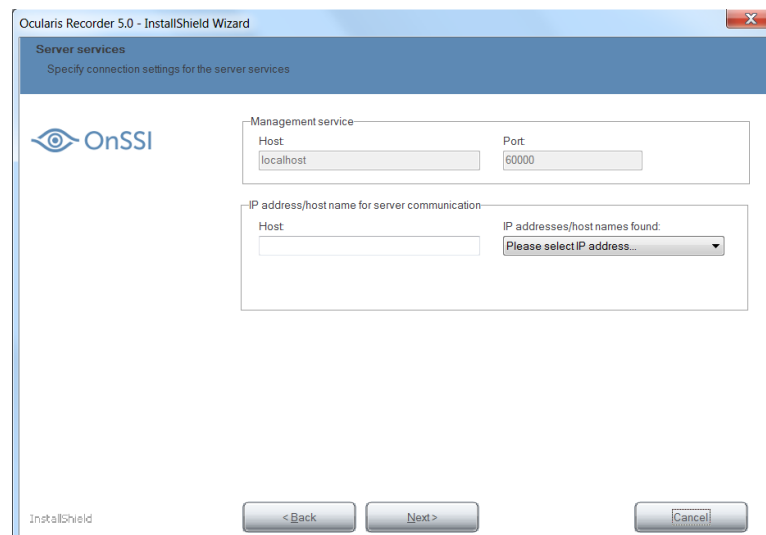 Ocularis Recorder 5.0 - InstallShield Wizard
Server services
Specify connection settings for the server services
OnSSI
Management service
Host
Port
localhost
60000
IP address/host name for server communication
Host
IP addresses/host names found:
Please select IP address...
InstallShield
< Back
Next >
Cancel